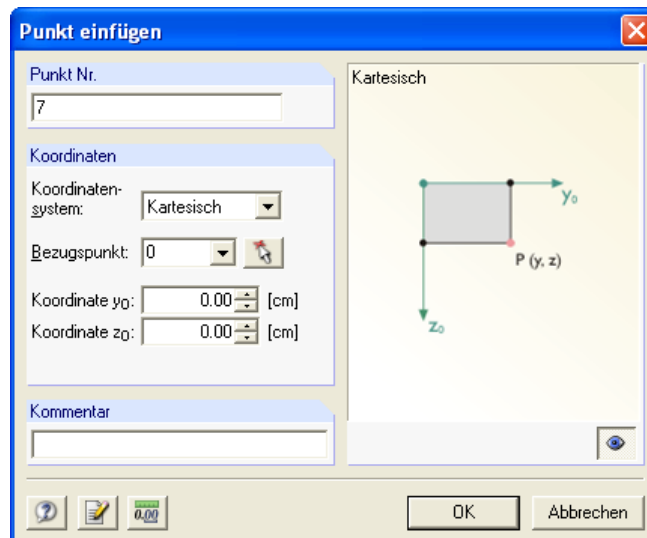 Punkt einfügen
Punkt Nr.
7
Koordinaten
Koordinaten-
system:
Kartesisch
Bezugspunkt:
0
Koordinate y0:
0.00
[cm]
Koordinate z0:
0.00
[cm]
Kommentar
Kartesisch
y0
P (y, z)
z0
0.00
OK
Abbrechen